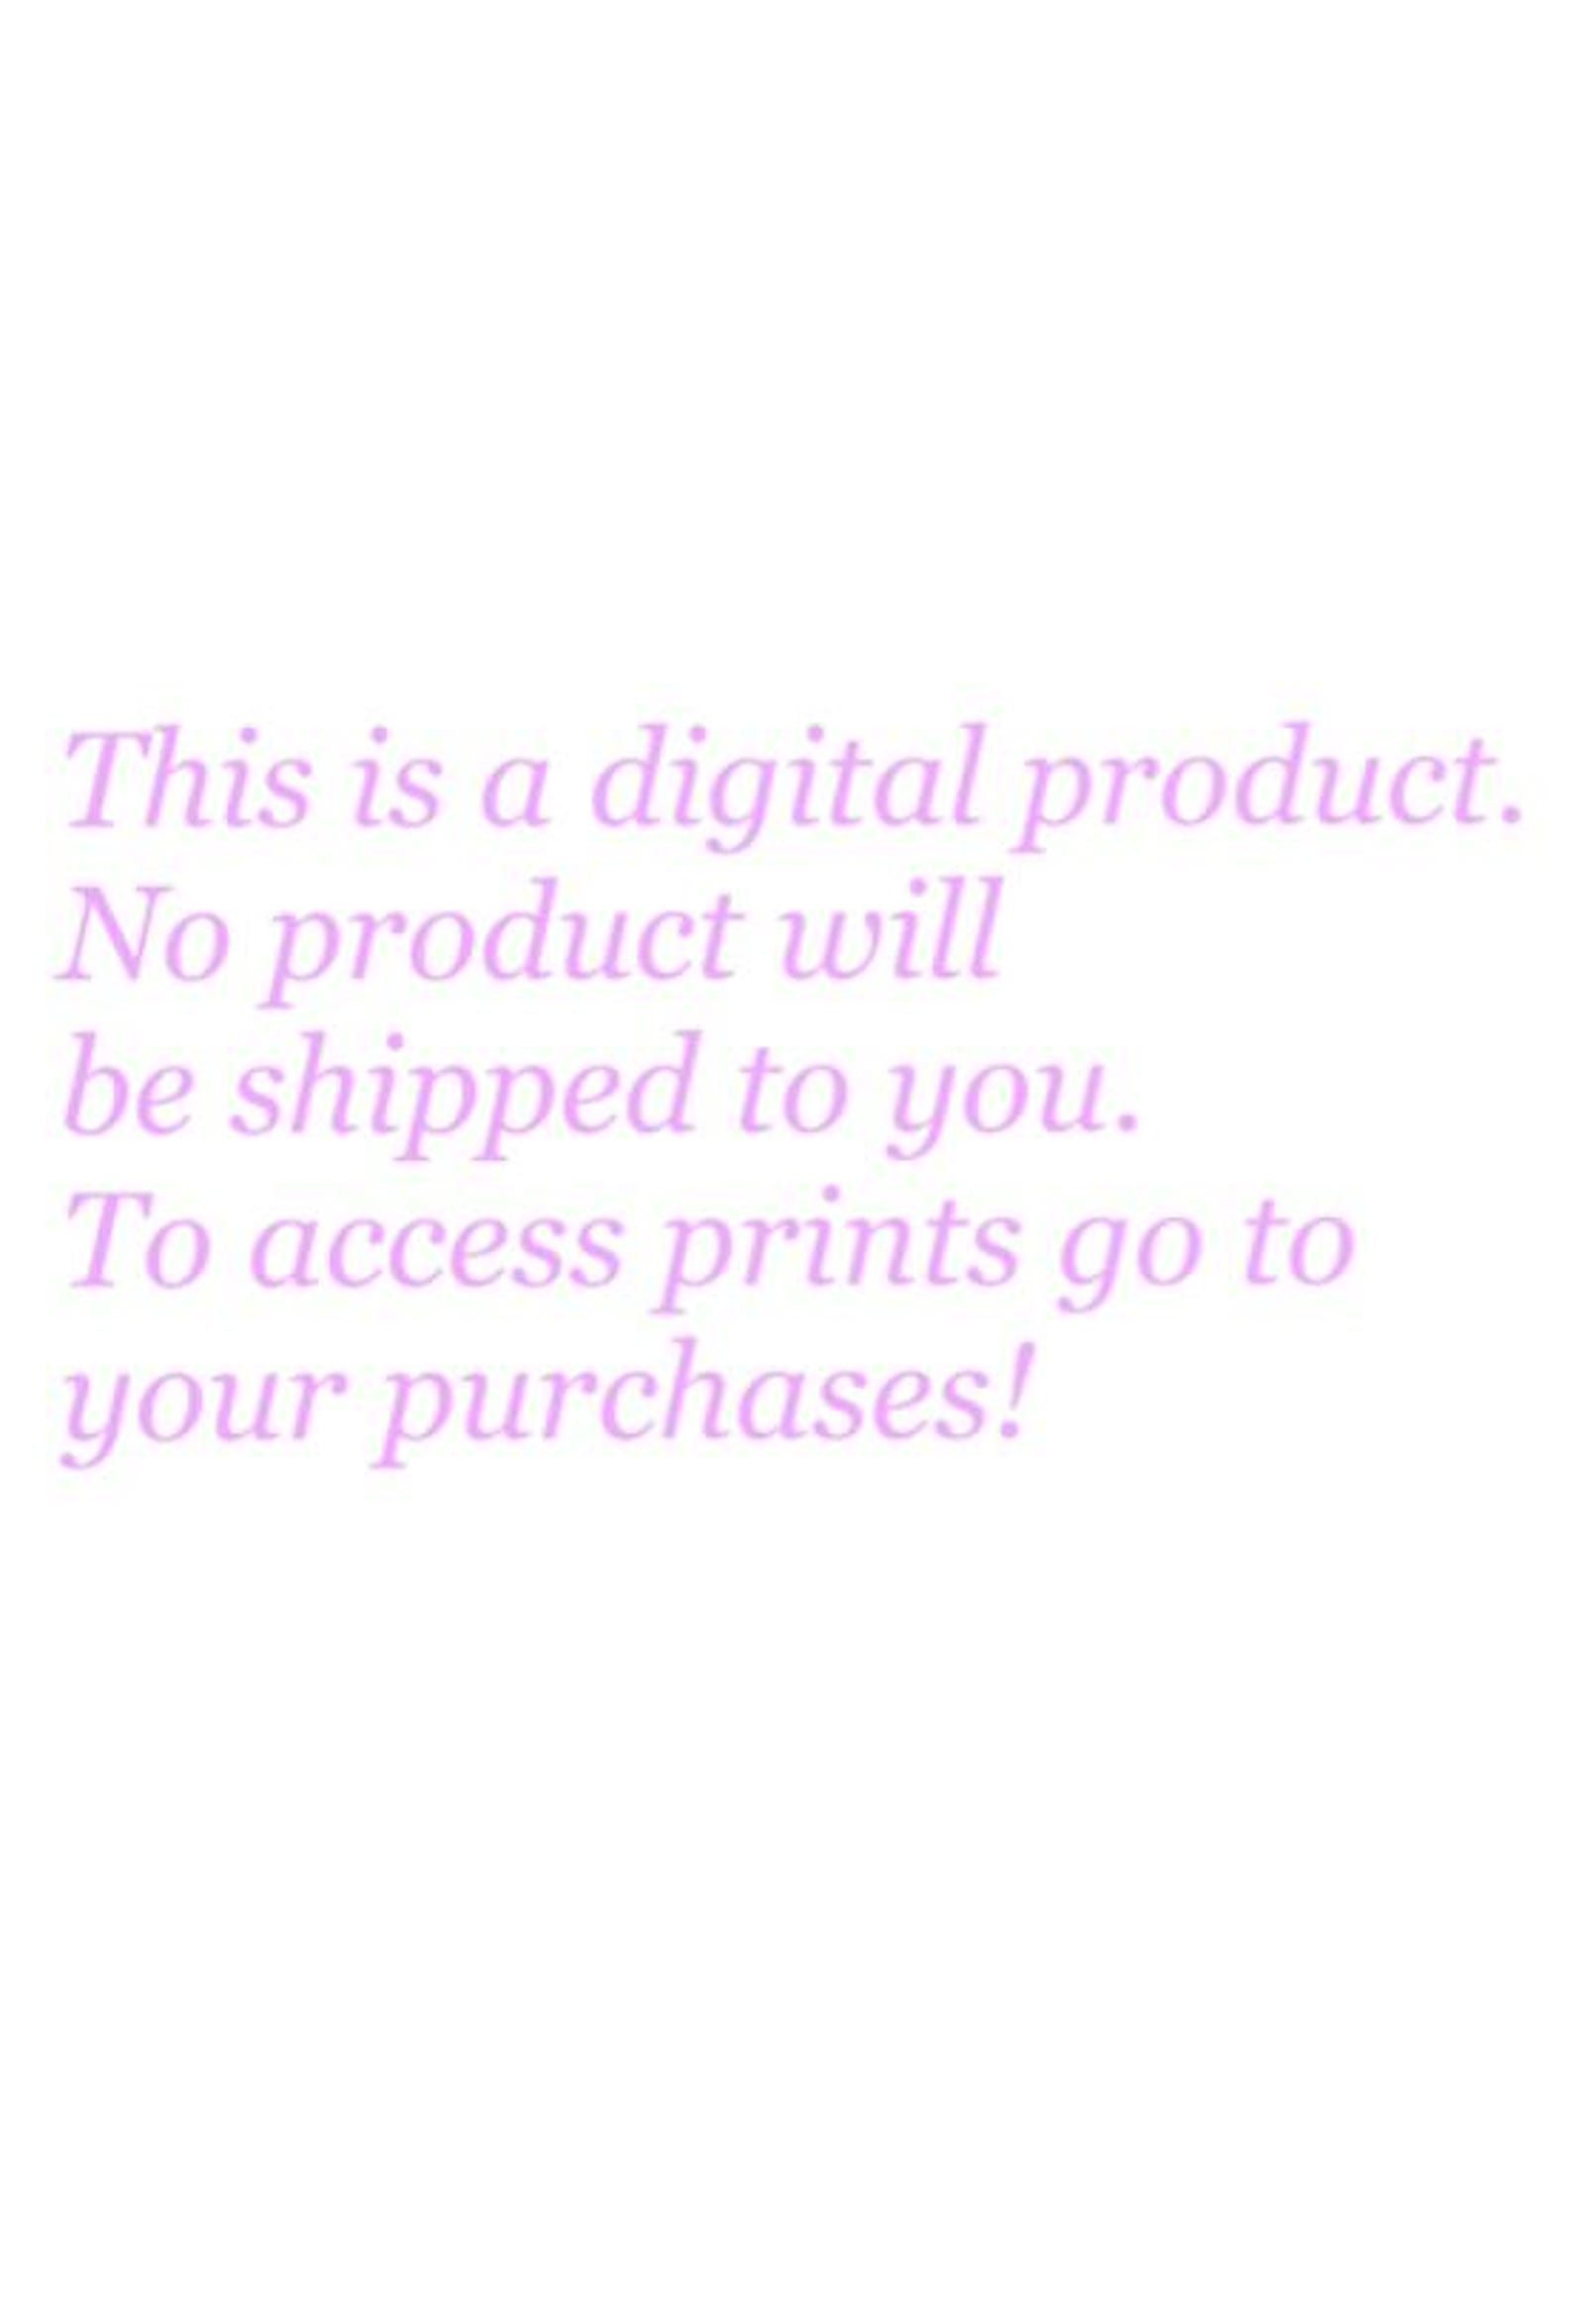 This is a digital product.
No product will
be shipped to you.
To access prints go to
your purchases!